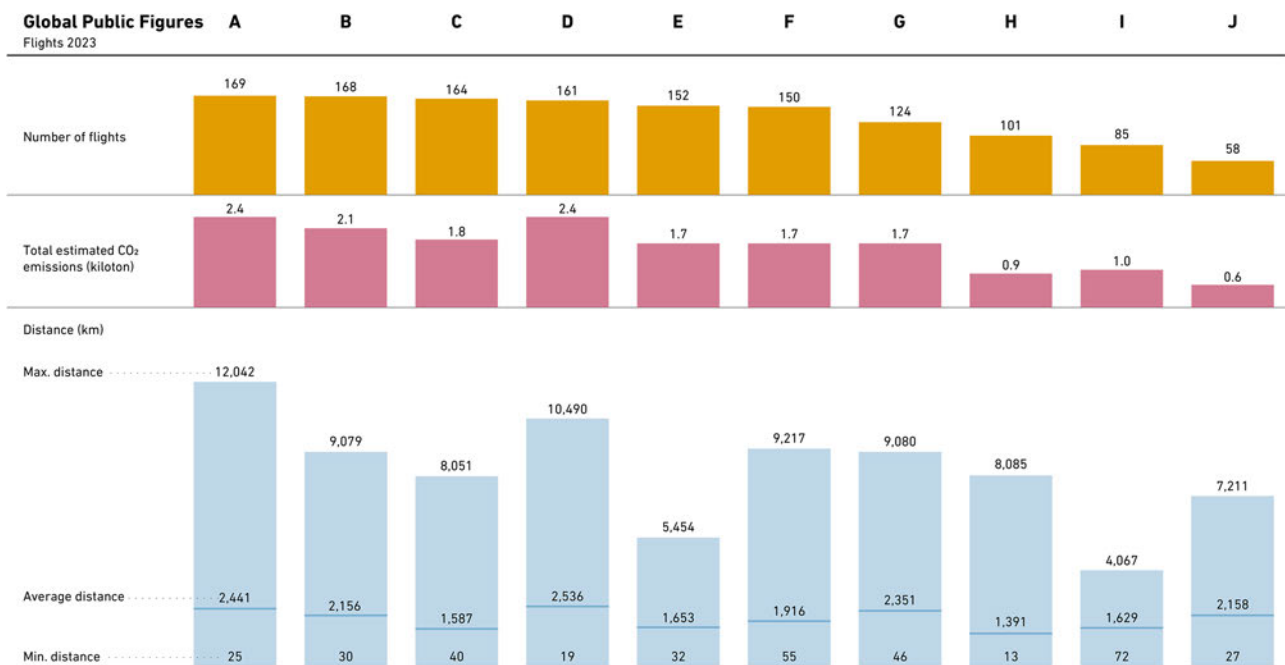 Global Public Figures A B C D E F G H I J
Flights 2023
Number of flights 169 168 164 161 152 150 124 101 85 58
Total estimated CO₂
emissions (kiloton) 2.4 2.1 1.8 2.4 1.7 1.7 1.7 0.9 1.0 0.6
Distance (km)
Max. distance 12,042 9,079 8,051 10,490 5,454 9,217 9,080 8,085 4,067 7,211
Average distance 2,441 2,156 1,587 2,536 1,653 1,916 2,351 1,391 1,629 2,158
Min. distance 25 30 40 19 32 55 46 13 72 27